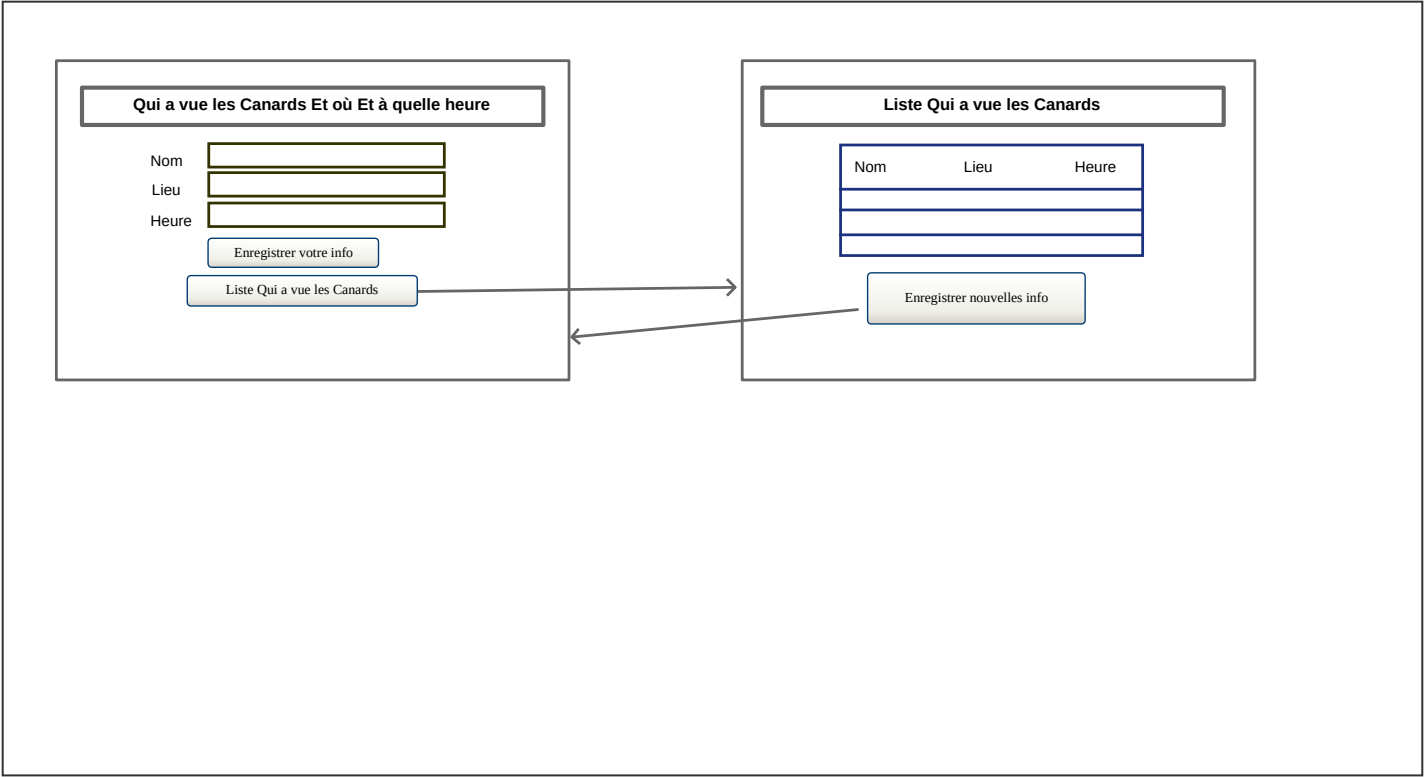 Qui a vue les Canards Et où Et à quelle heure
Nom
Lieu
Heure
Enregistrer votre info
Liste Qui a vue les Canards
Liste Qui a vue les Canards
Nom Lieu Heure
Enregistrer nouvelles info